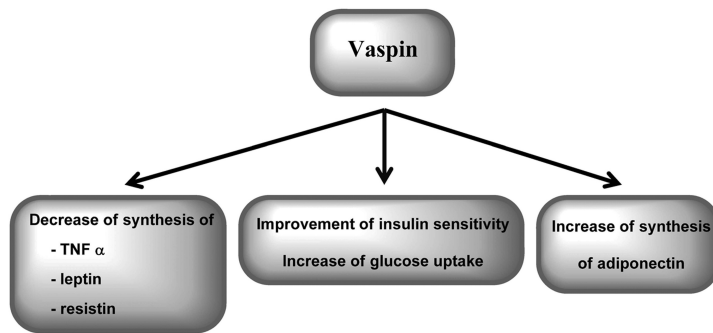 Vaspin
Decrease of synthesis of
- TNF α
- leptin
- resistin
Improvement of insulin sensitivity
Increase of glucose uptake
Increase of synthesis
of adiponectin